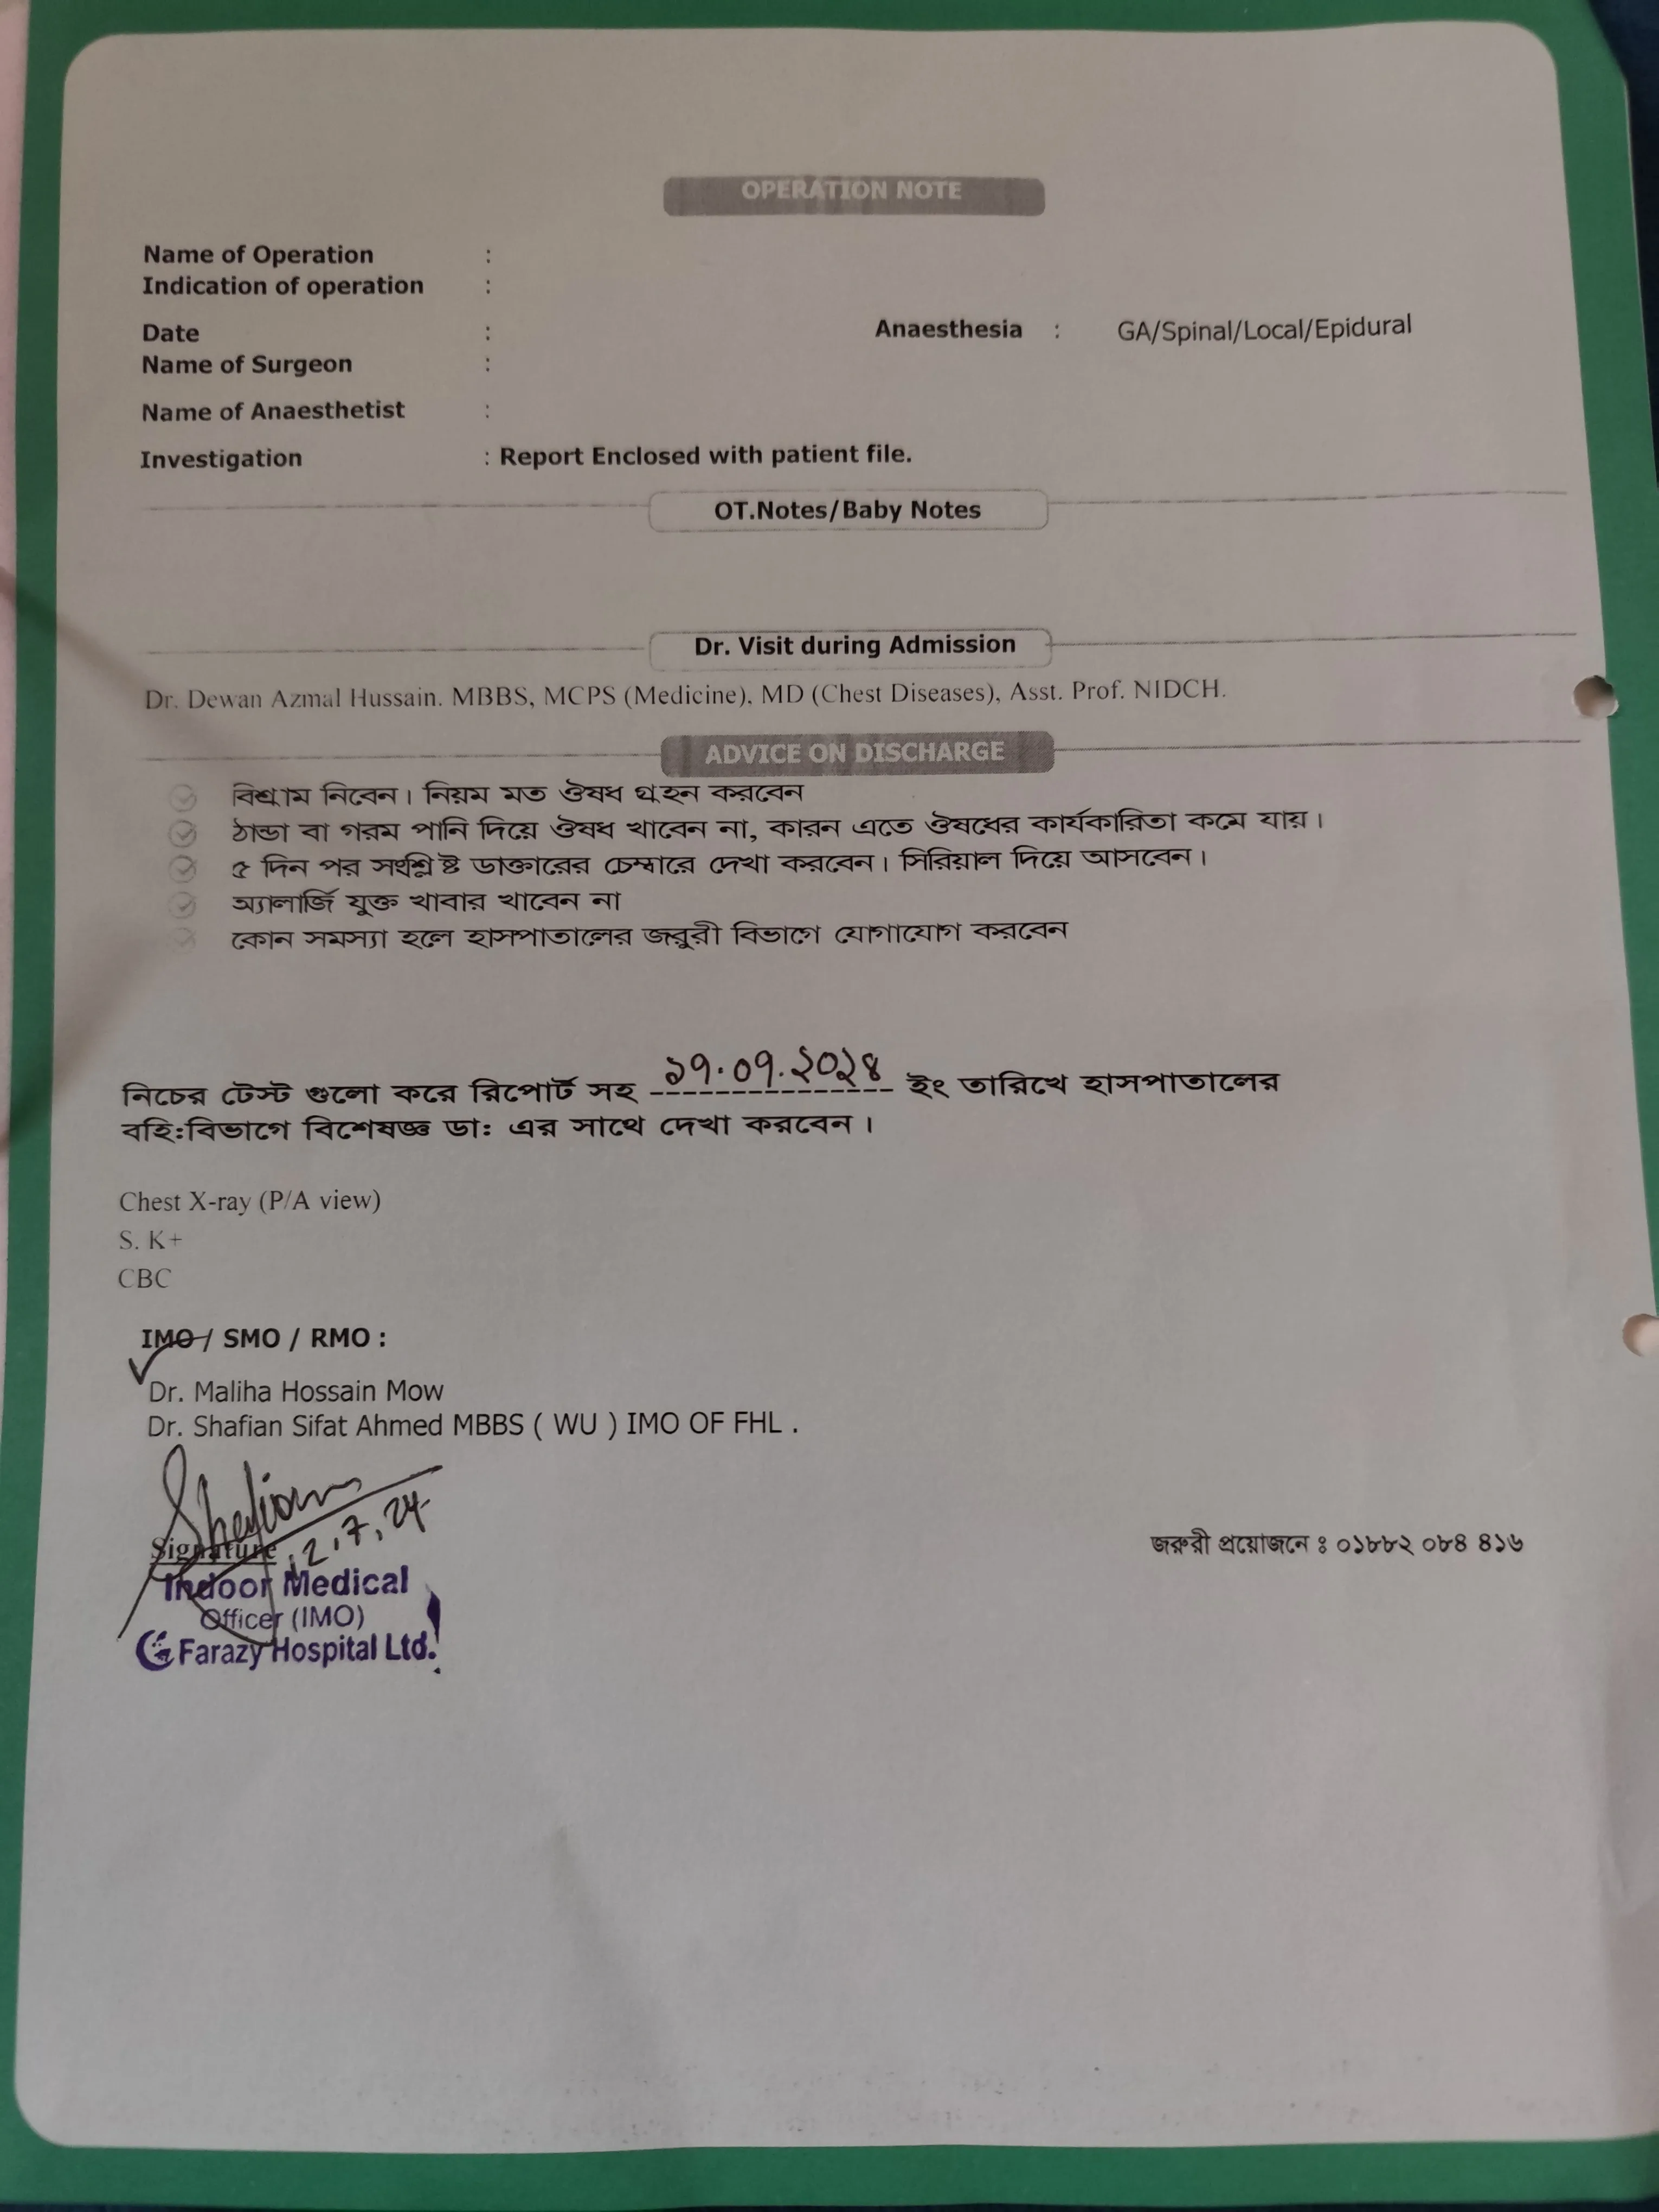 OPERATION NOTE
Name of Operation :
Indication of operation :
Date : Anaesthesia : GA/Spinal/Local/Epidural
Name of Surgeon :
Name of Anaesthetist :
Investigation : Report Enclosed with patient file.
OT.Notes/Baby Notes
Dr. Visit during Admission
Dr. Dewan Azmal Hussain. MBBS, MCPS (Medicine), MD (Chest Diseases), Asst. Prof. NIDCH.
ADVICE ON DISCHARGE
বিশ্রাম নিবেন। নিয়ম মত ঔষধ গ্রহন করবেন
ঠান্ডা বা গরম পানি দিয়ে ঔষধ খাবেন না, কারন এতে ঔষধের কার্যকারিতা কমে যায়।
৫ দিন পর সংশ্লিষ্ট ডাক্তারের চেম্বারে দেখা করবেন। সিরিয়াল দিয়ে আসবেন।
অ্যালার্জি যুক্ত খাবার খাবেন না
কোন সমস্যা হলে হাসপাতালের জরুরী বিভাগে যোগাযোগ করবেন
নিচের টেস্ট গুলো করে রিপোর্ট সহ ১৭.০৭.২০২৪ ইং তারিখে হাসপাতালের
বহি:বিভাগে বিশেষজ্ঞ ডা: এর সাথে দেখা করবেন।
Chest X-ray (P/A view)
S. K+
CBC
IMO / SMO / RMO :
Dr. Maliha Hossain Mow
Dr. Shafian Sifat Ahmed MBBS ( WU ) IMO OF FHL .
Shafian
12.7.24
Signature
Indoor Medical
Officer (IMO)
Farazy Hospital Ltd.
জরুরী প্রয়োজনে ঃ ০১৮৮২ ০৮৪ ৪১৬